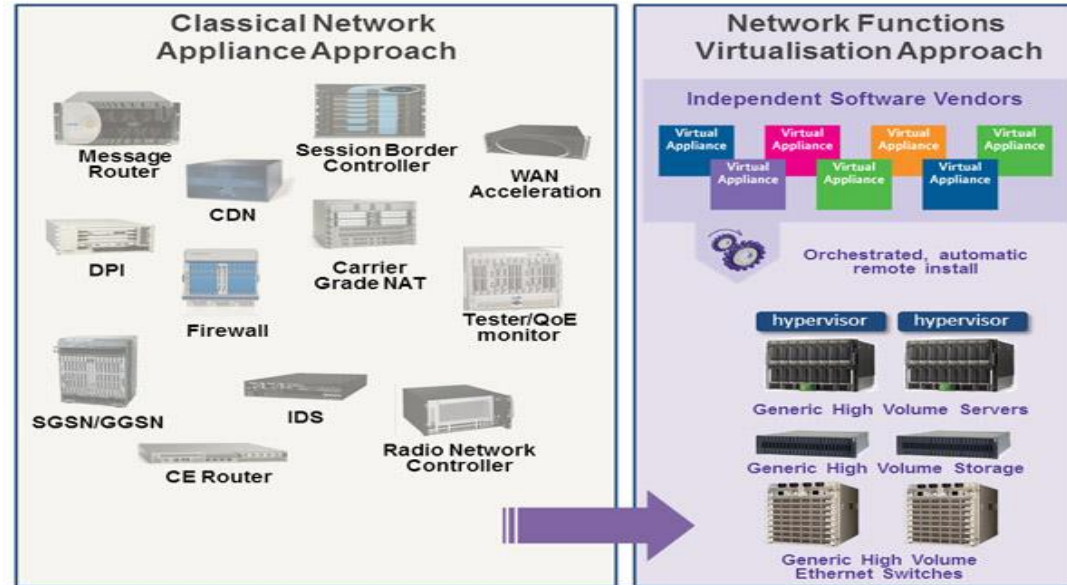 Classical Network
Appliance Approach
Message
Router
CDN
Session Border
Controller
WAN
Acceleration
DPI
Firewall
Carrier
Grade NAT
Tester/QoE
monitor
SGSN/GGSN
IDS
Radio Network
Controller
CE Router
Network Functions
Virtualisation Approach
Independent Software Vendors
Virtual
Appliance
Virtual
Appliance
Virtual
Appliance
Virtual
Appliance
Virtual
Appliance
Virtual
Appliance
Virtual
Appliance
Orchestrated, automatic
remote install
hypervisor
hypervisor
Generic High Volume Servers
Generic High Volume Storage
Generic High Volume
Ethernet Switches